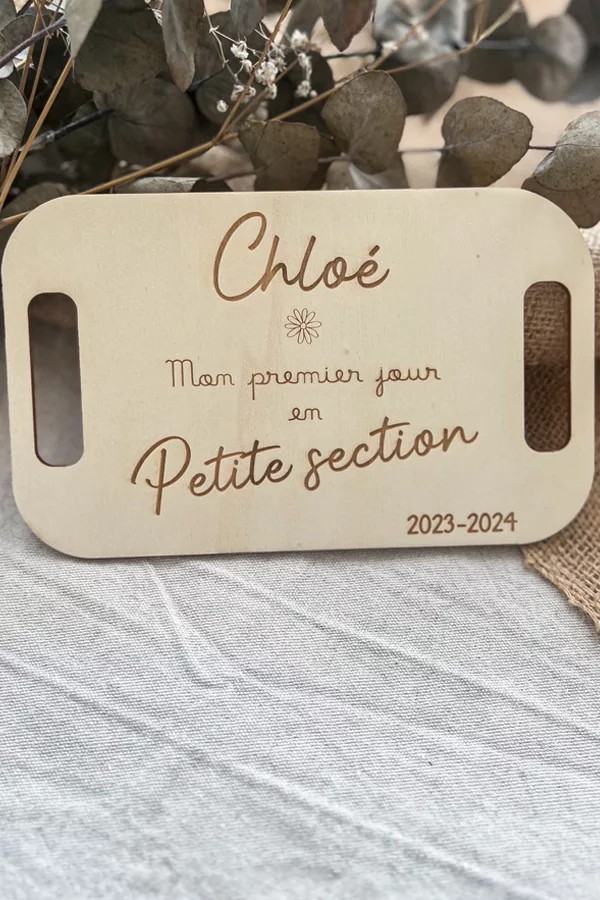 Chloé
Mon premier jour
en
Petite section
2023-2024